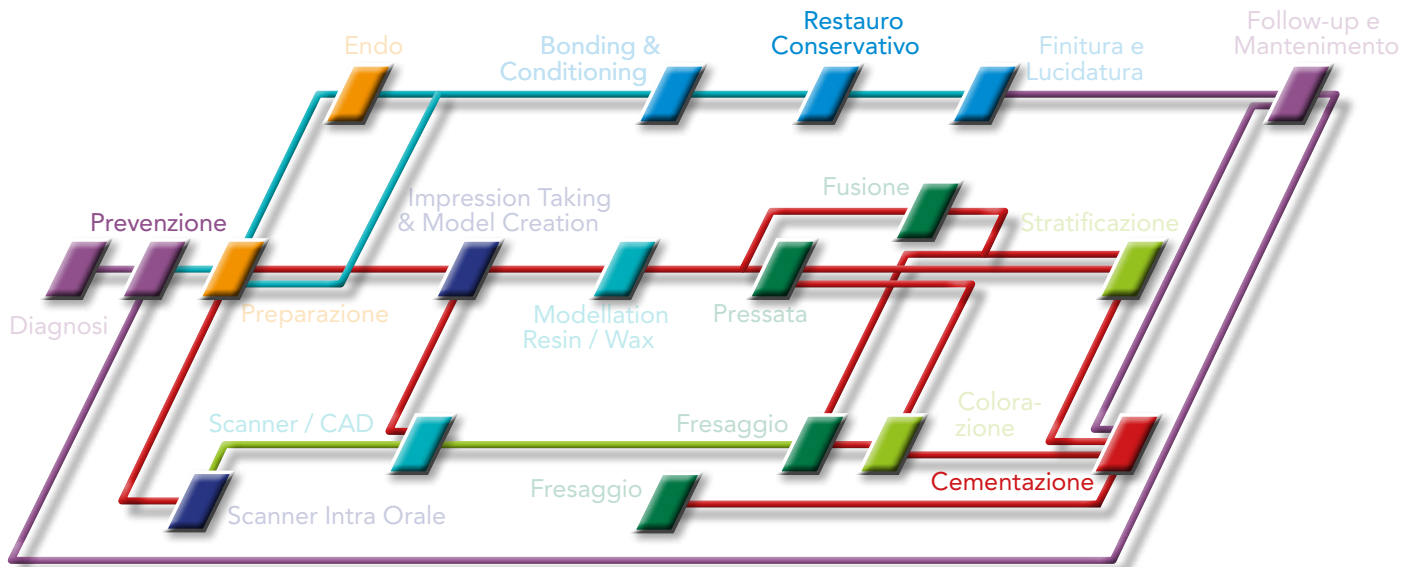 Endo
Bonding &
Conditioning
Restauro
Conservativo
Finitura e
Lucidatura
Follow-up e
Mantenimento
Prevenzione
Impression Taking
& Model Creation
Fusione
Stratificazione
Diagnosi
Preparazione
Modellation
Resin / Wax
Pressata
Scanner / CAD
Fresaggio
Colora-
zione
Cementazione
Fresaggio
Scanner Intra Orale